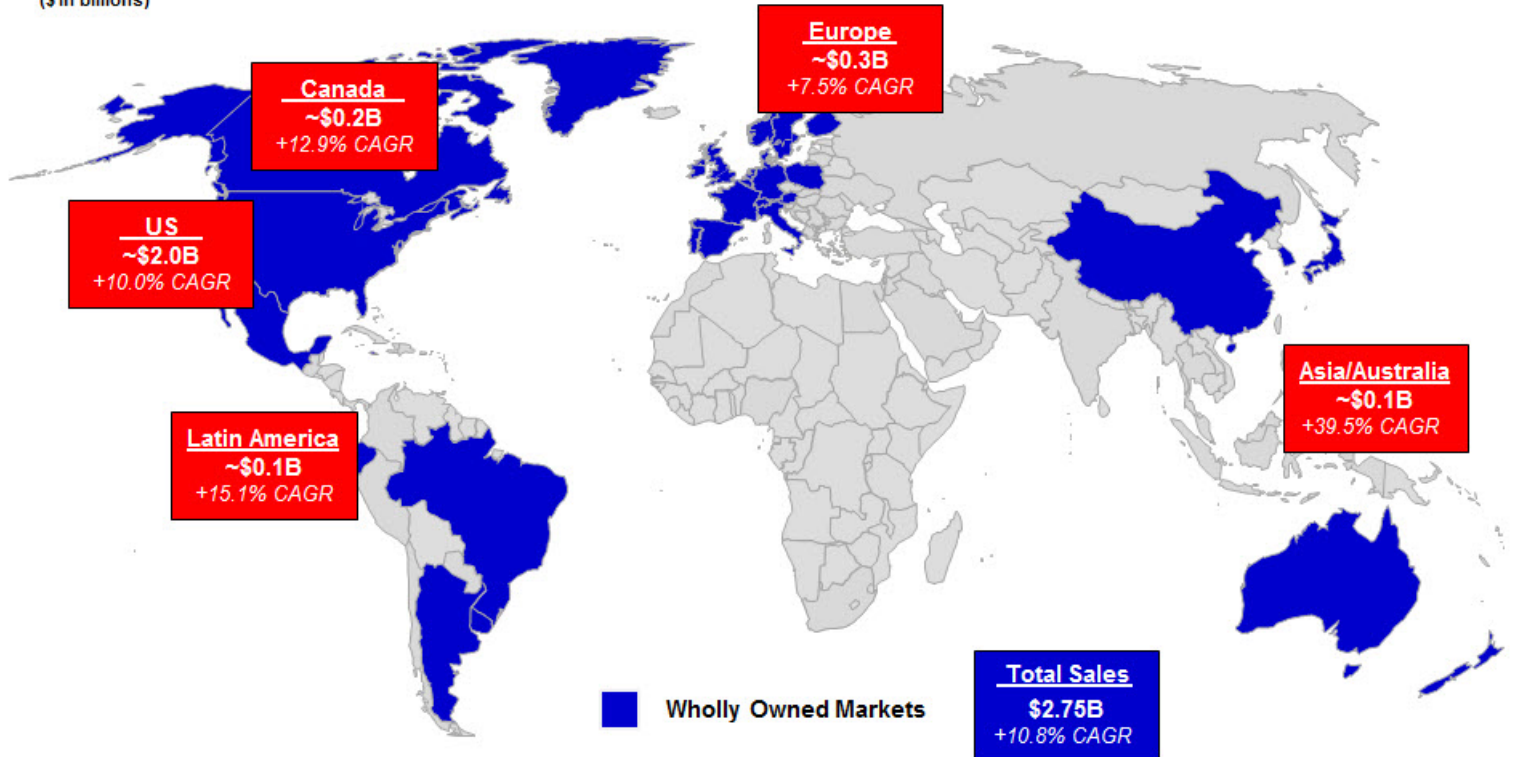 ($ in billions)
Europe
~$0.3B
+7.5% CAGR
Canada
~$0.2B
+12.9% CAGR
US
~$2.0B
+10.0% CAGR
Asia/Australia
~$0.1B
+39.5% CAGR
Latin America
~$0.1B
+15.1% CAGR
Wholly Owned Markets
Total Sales
$2.75B
+10.8% CAGR